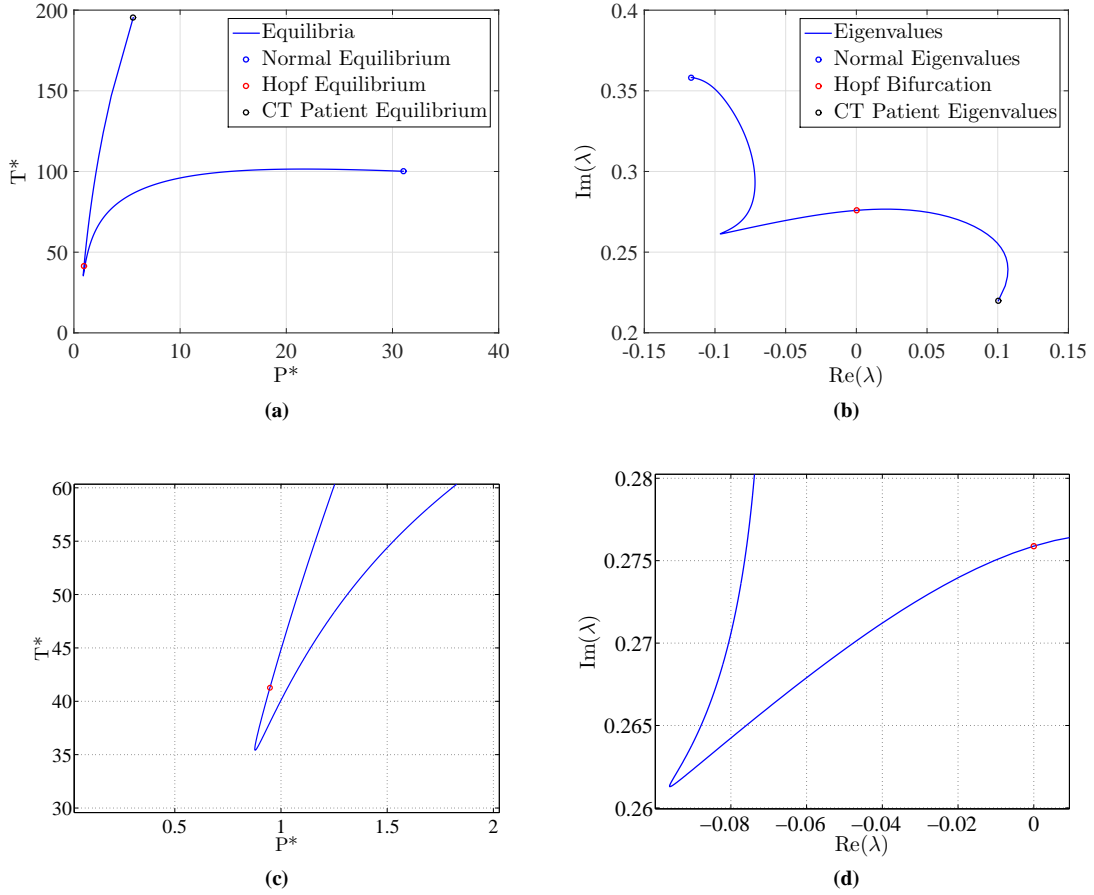 200
150
100
50
0
T*
0
10
20
30
40
P*
Equilibria
Normal Equilibrium
Hopf Equilibrium
CT Patient Equilibrium
(a)
0.4
0.35
0.3
0.25
0.2
Im(λ)
-0.15
-0.1
-0.05
0
0.05
0.1
0.15
Re(λ)
Eigenvalues
Normal Eigenvalues
Hopf Bifurcation
CT Patient Eigenvalues
(b)
60
55
50
45
40
35
30
T*
0.5
1
1.5
2
P*
(c)
0.28
0.275
0.27
0.265
0.26
Im(λ)
−0.08
−0.06
−0.04
−0.02
0
Re(λ)
(d)